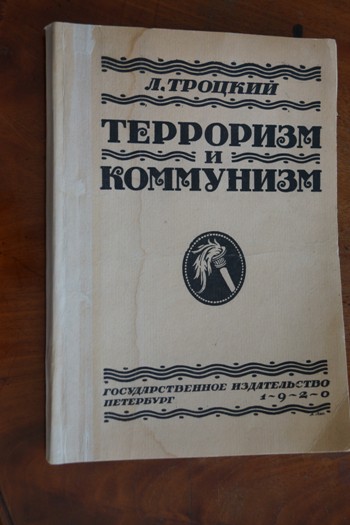 Л. ТРОЦКИЙ
ТЕРРОРИЗМ
И
КОММУНИЗМ
ГОСУДАРСТВЕННОЕ ИЗДАТЕЛЬСТВО
ПЕТЕРБУРГ 1~9~2~0